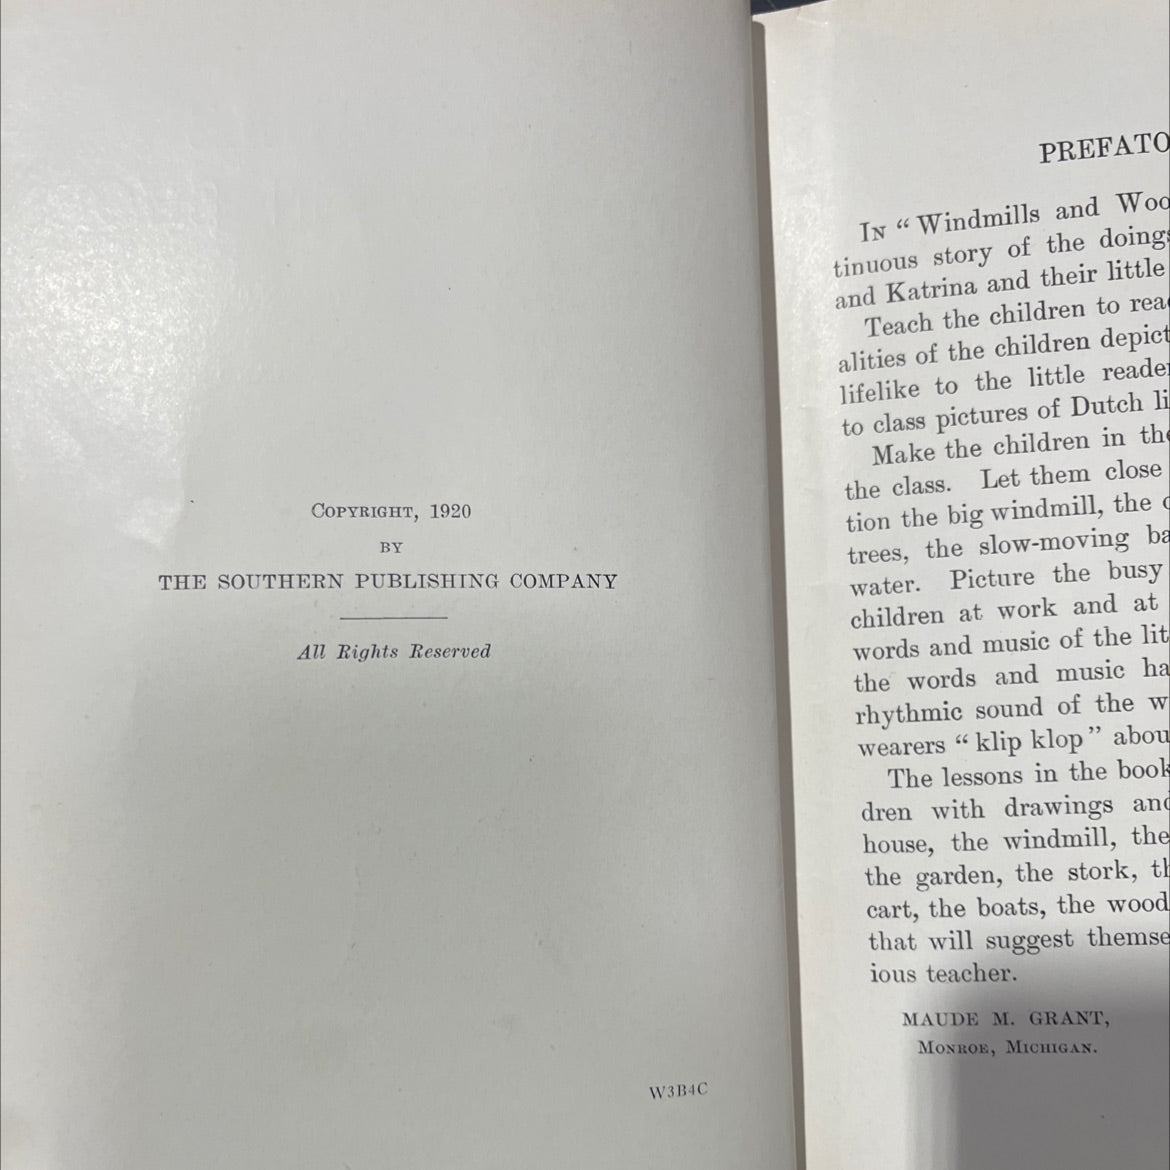 COPYRIGHT, 1920
BY
THE SOUTHERN PUBLISHING COMPANY
All Rights Reserved
W3B4C
PREFATO
IN "Windmills and Woo
tinuous story of the doings
and Katrina and their little
Teach the children to rea
alities of the children depict
lifelike to the little reader
to class pictures of Dutch li
Make the children in the
the class. Let them close
tion the big windmill, the
trees, the slow-moving ba
water. Picture the busy
children at work and at
words and music of the lit
the words and music ha
rhythmic sound of the w
wearers "klip klop" abou
The lessons in the book
dren with drawings and
house, the windmill, the
the garden, the stork, th
cart, the boats, the wood
that will suggest themse
ious teacher.
MAUDE M. GRANT,
MONROE, MICHIGAN.